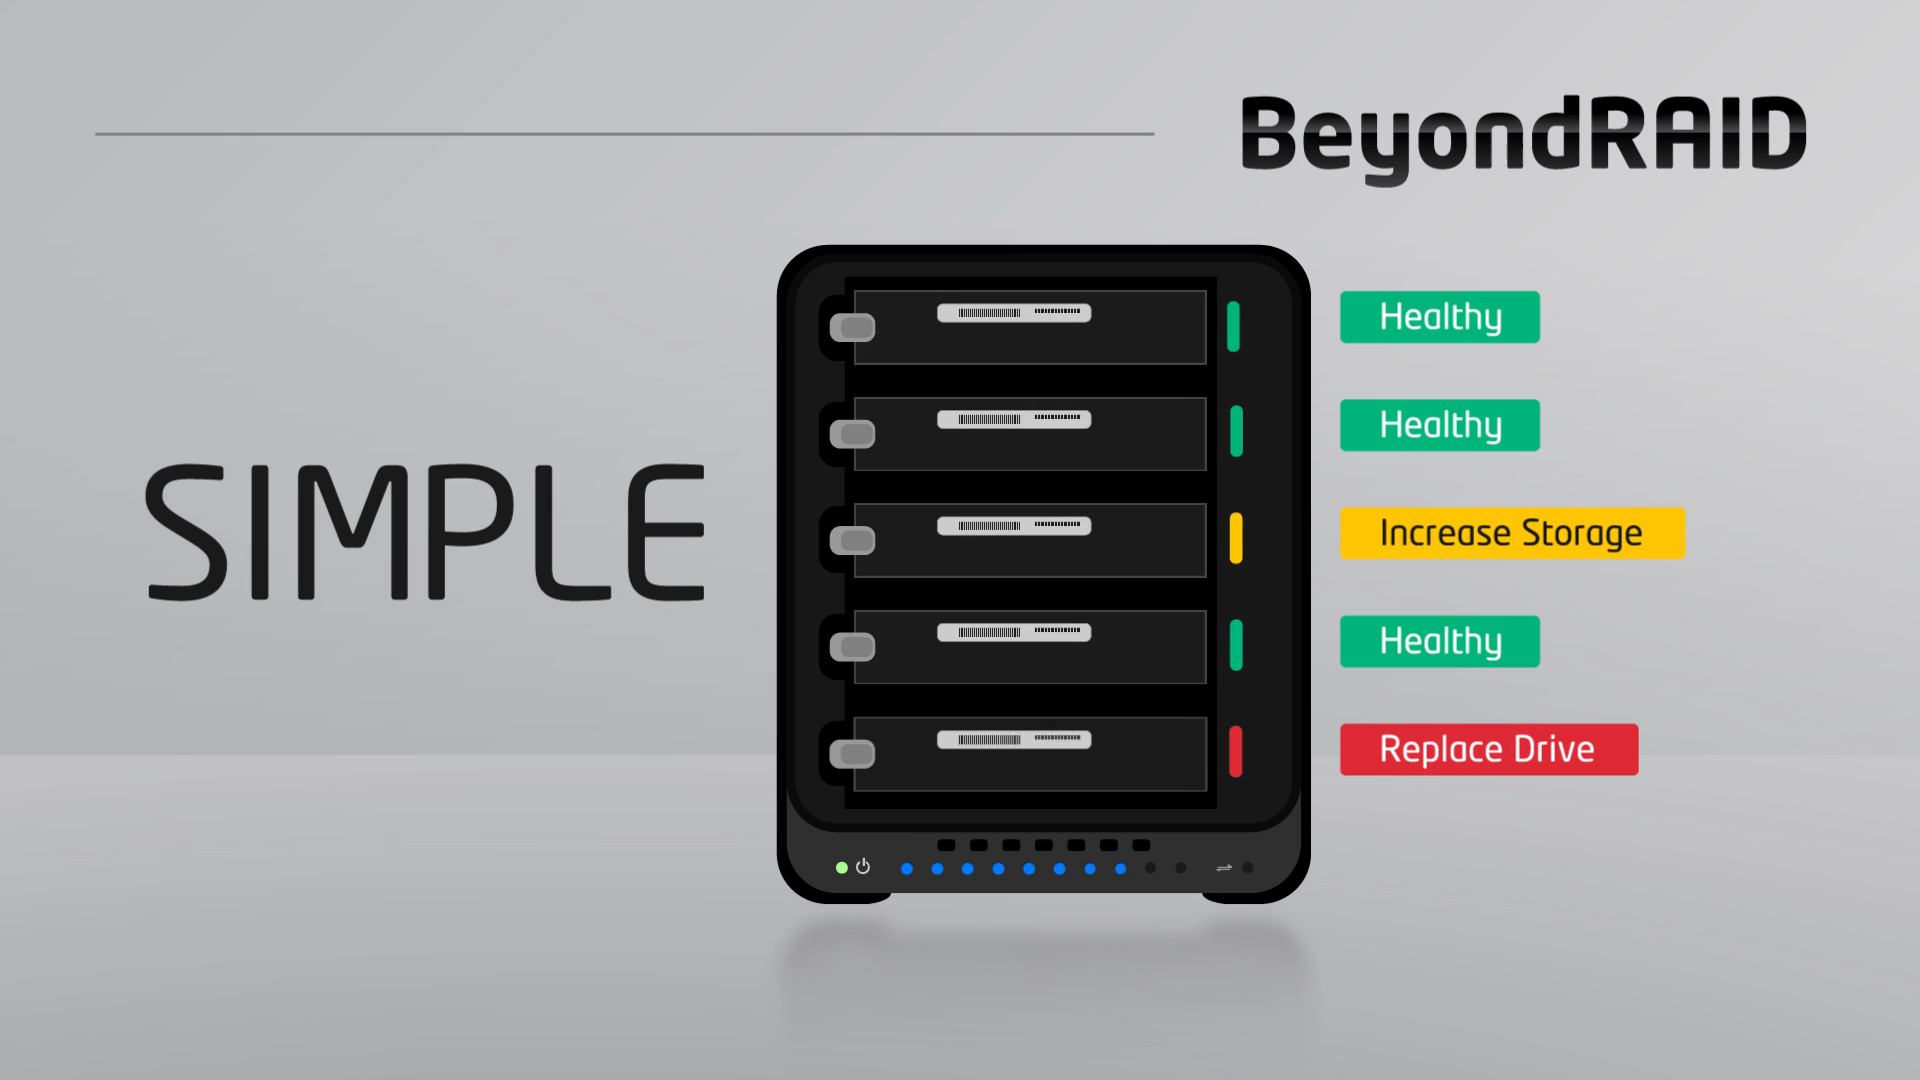 BeyondRAID
SIMPLE
Healthy
Healthy
Increase Storage
Healthy
Replace Drive